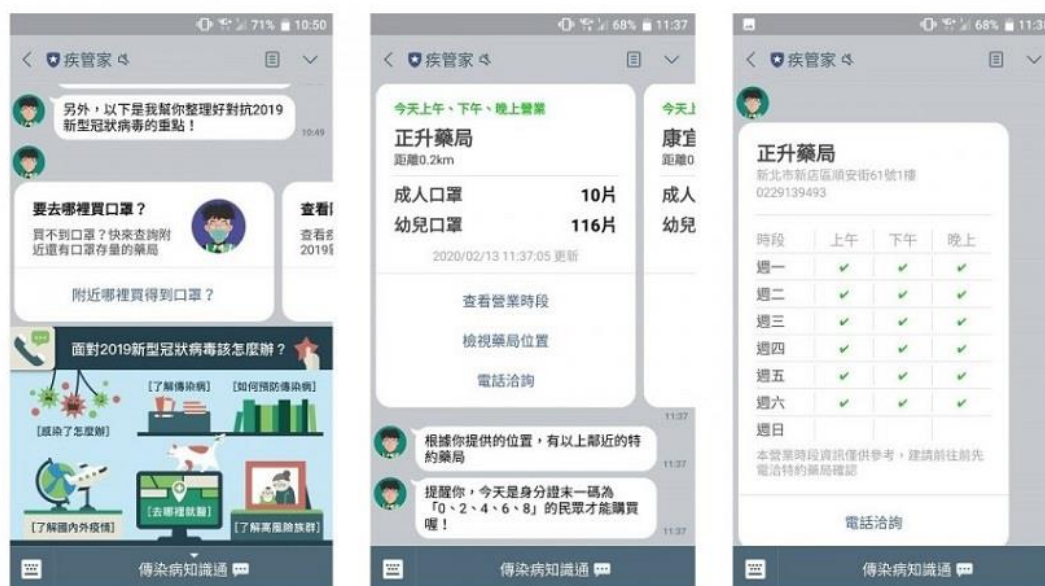 71% 10:50
疾管家
另外，以下是我幫你整理好對抗2019
新型冠狀病毒的重點！
10:49
要去哪裡買口罩？
買不到口罩？快來查詢附
近還有口罩存量的藥局
附近哪裡買得到口罩？
查看
查看
2019
面對2019新型冠狀病毒該怎麼辦？
[了解傳染病]
[如何預防傳染病]
[感染了怎麼辦]
[了解國內外疫情]
[去哪裡就醫]
[了解高風險族群]
傳染病知識通
68% 11:37
疾管家
今天上午、下午、晚上營業
正升藥局
距離0.2km
成人口罩 10片
幼兒口罩 116片
2020/02/13 11:37:05 更新
查看營業時段
檢視藥局位置
電話洽詢
今天上
康宜
距離0
成人
幼兒
11:37
根據你提供的位置，有以上鄰近的特
約藥局
11:37
提醒你，今天是身分證末一碼為
「0、2、4、6、8」的民眾才能購買
喔！
11:37
傳染病知識通
68% 11:3
疾管家
正升藥局
新北市新店區順安街61號1樓
0229139493
時段 上午 下午 晚上
週一 ✓ ✓ ✓
週二 ✓ ✓ ✓
週三 ✓ ✓ ✓
週四 ✓ ✓ ✓
週五 ✓ ✓ ✓
週六 ✓ ✓ ✓
週日
本營業時段資訊僅供參考，建議前往前先
電洽特約藥局確認
電話洽詢
傳染病知識通